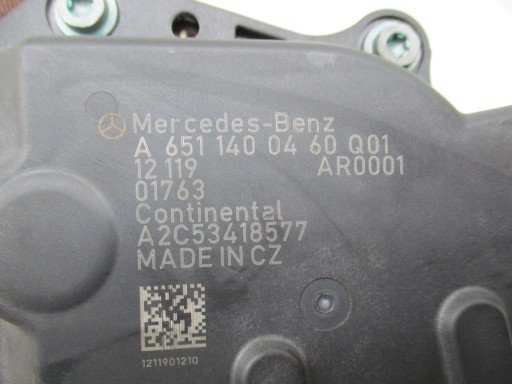 Mercedes-Benz
A 651 140 04 60 Q01
12 119 AR0001
01763
Continental
A2C53418577
MADE IN CZ
1211901210